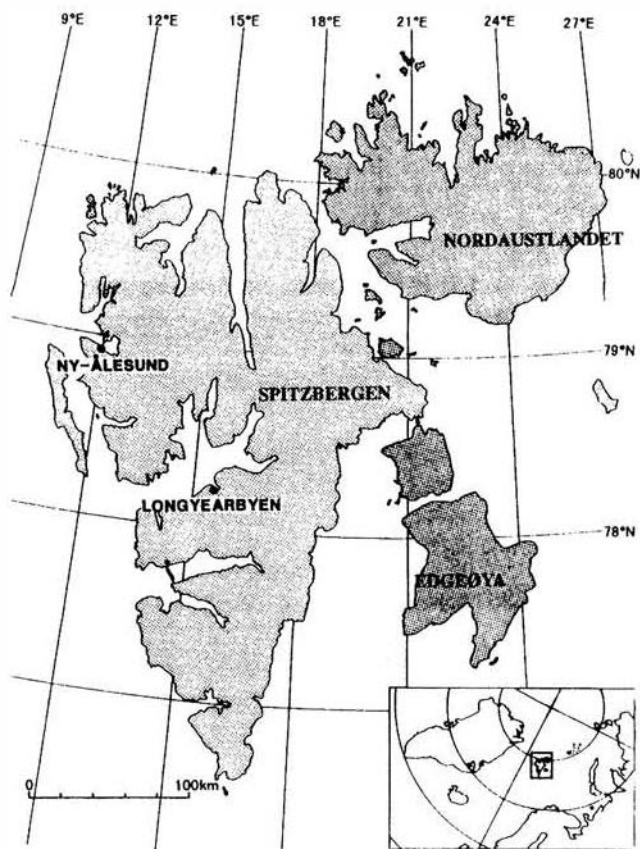 9°E 12°E 15°E 18°E 21°E 24°E 27°E
80°N
NORDAUSTLANDET
79°N
NY-ÅLESUND
SPITZBERGEN
LONGYEARBYEN
78°N
EDGEØYA
0 100km